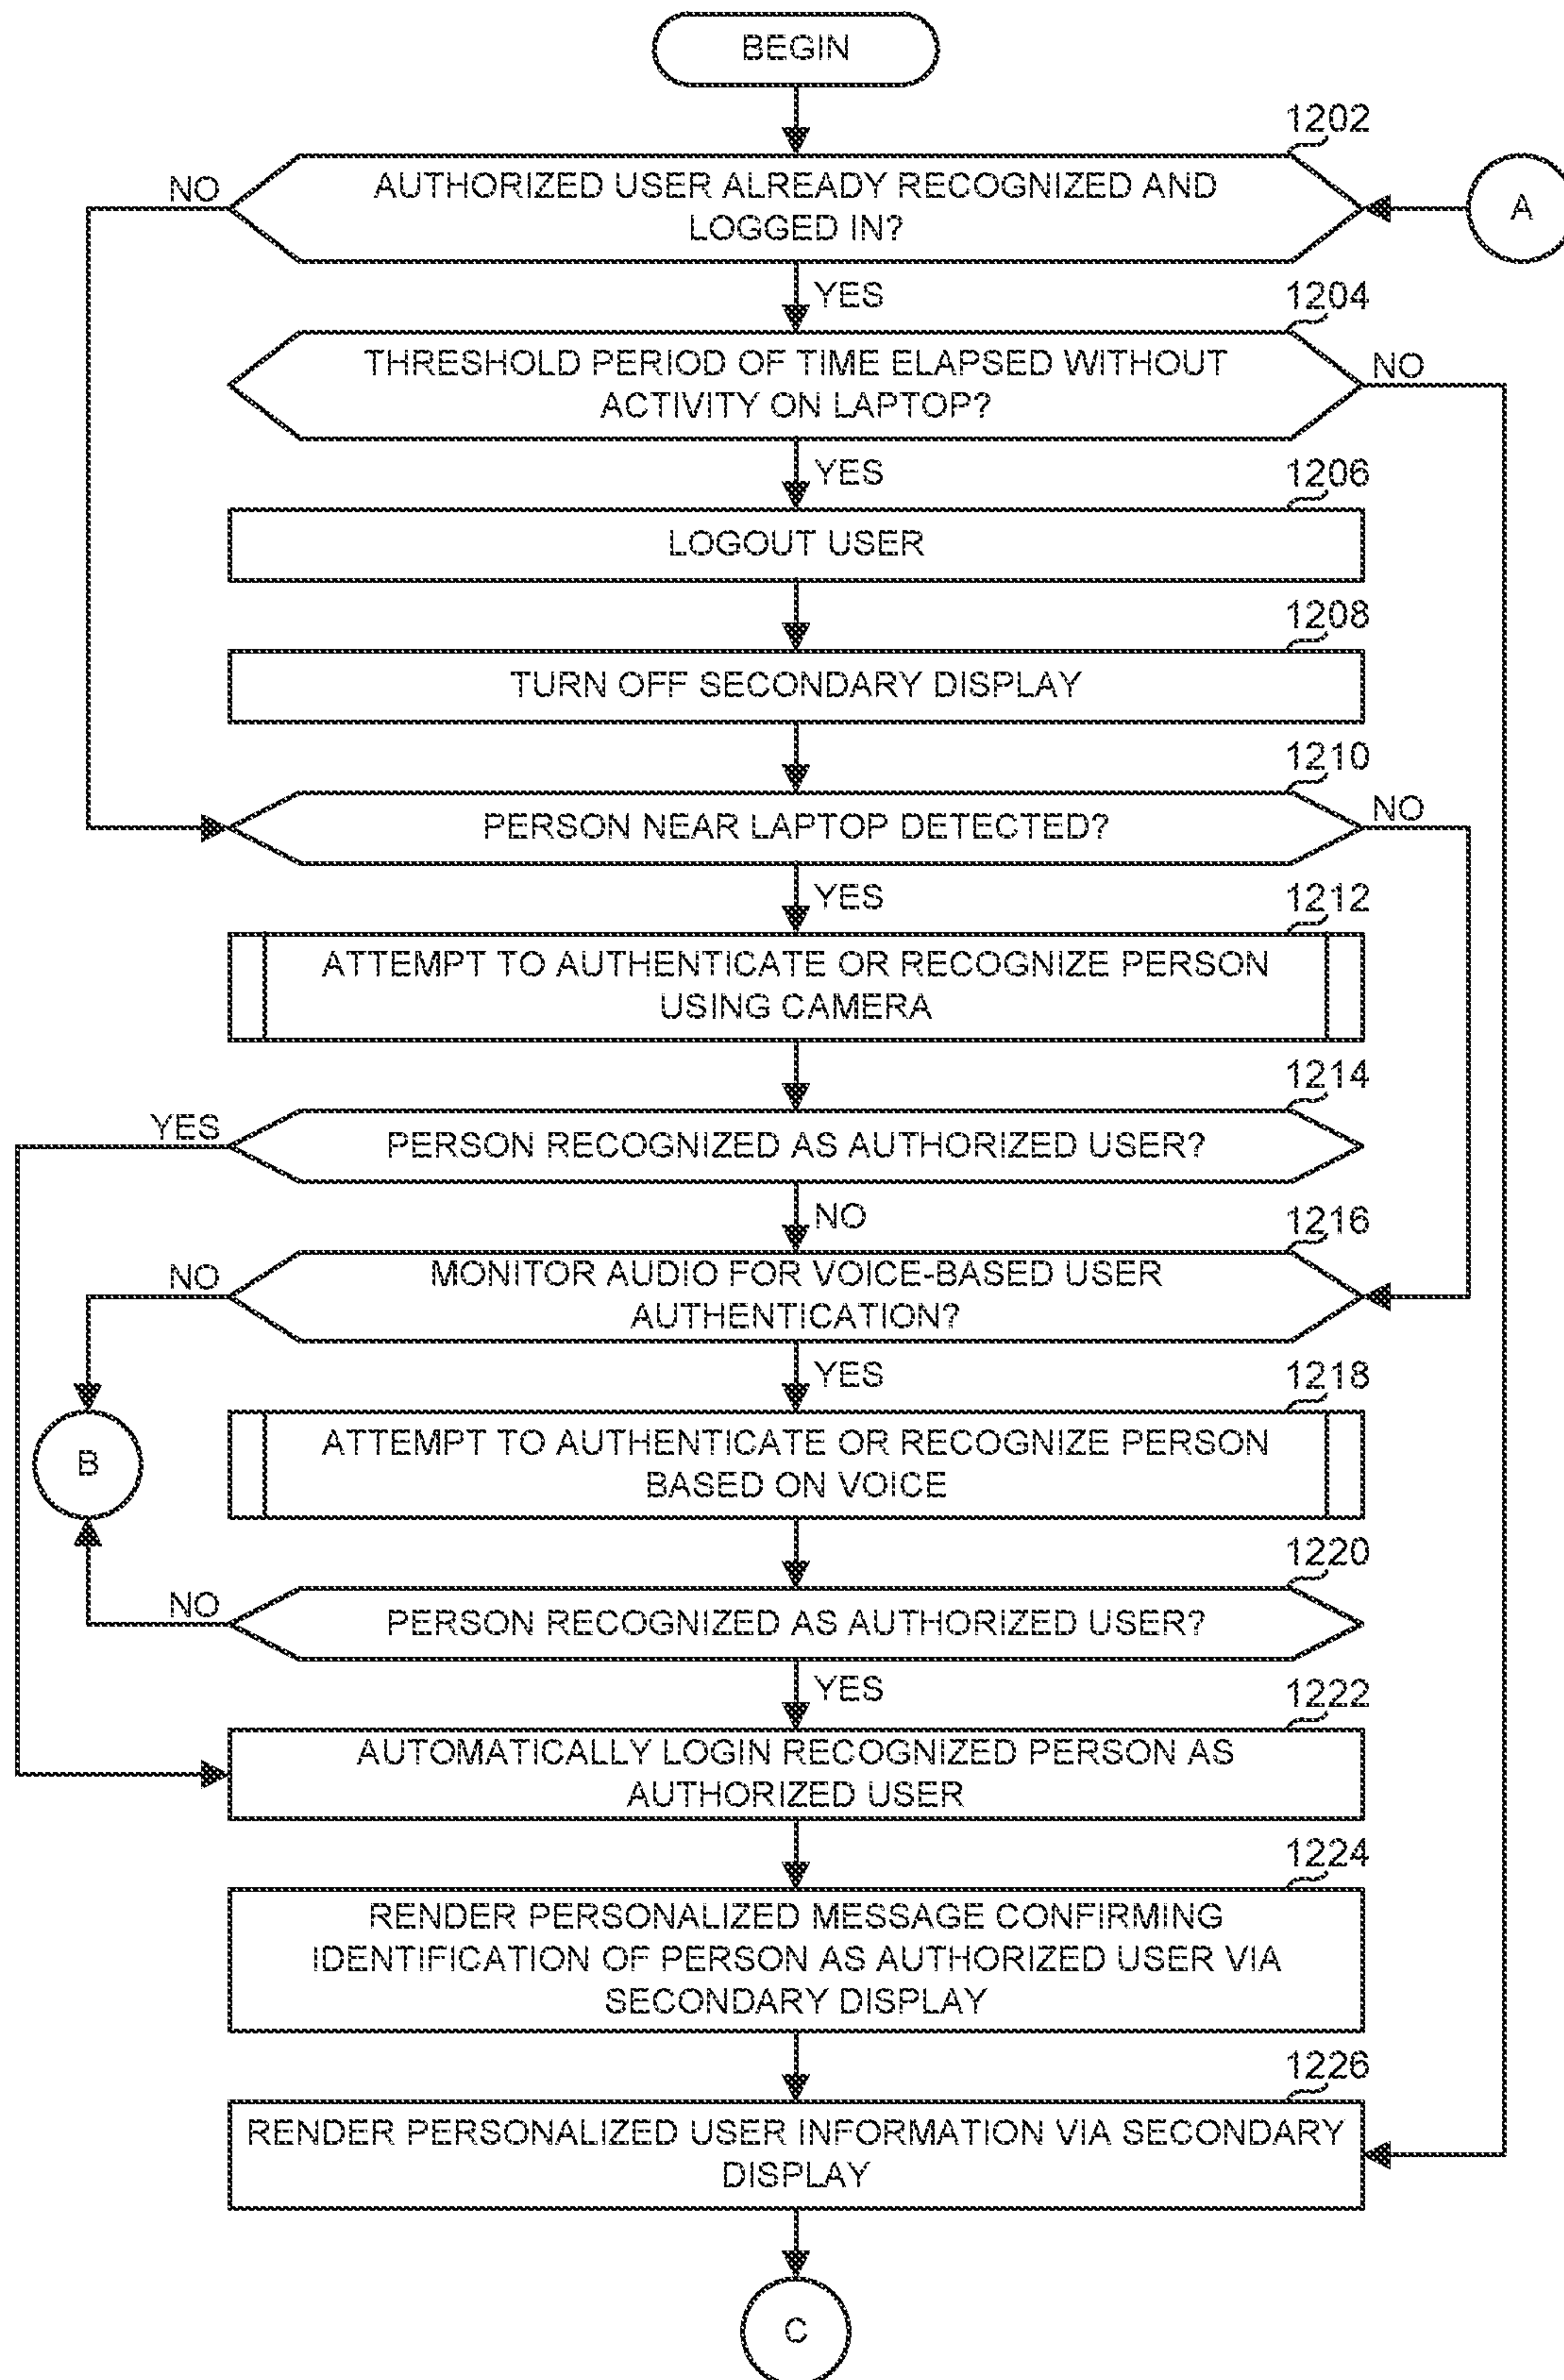 BEGIN
1202
NO
AUTHORIZED USER ALREADY RECOGNIZED AND
LOGGED IN?
A
YES
1204
THRESHOLD PERIOD OF TIME ELAPSED WITHOUT
ACTIVITY ON LAPTOP?
NO
YES
1206
LOGOUT USER
1208
TURN OFF SECONDARY DISPLAY
1210
PERSON NEAR LAPTOP DETECTED?
NO
YES
1212
ATTEMPT TO AUTHENTICATE OR RECOGNIZE PERSON
USING CAMERA
1214
YES
PERSON RECOGNIZED AS AUTHORIZED USER?
NO
1216
NO
MONITOR AUDIO FOR VOICE-BASED USER
AUTHENTICATION?
YES
1218
B
ATTEMPT TO AUTHENTICATE OR RECOGNIZE PERSON
BASED ON VOICE
1220
NO
PERSON RECOGNIZED AS AUTHORIZED USER?
YES
1222
AUTOMATICALLY LOGIN RECOGNIZED PERSON AS
AUTHORIZED USER
1224
RENDER PERSONALIZED MESSAGE CONFIRMING
IDENTIFICATION OF PERSON AS AUTHORIZED USER VIA
SECONDARY DISPLAY
1226
RENDER PERSONALIZED USER INFORMATION VIA SECONDARY
DISPLAY
C